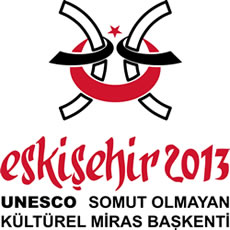 eskişehir 2013
UNESCO SOMUT OLMAYAN
KÜLTÜREL MİRAS BAŞKENTİ